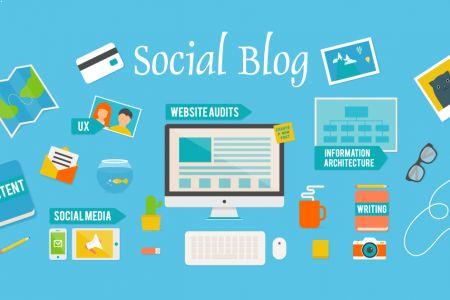 Social Blog
WEBSITE AUDITS
UX
INFORMATION
ARCHITECTURE
TENT
SOCIAL MEDIA
WRITING